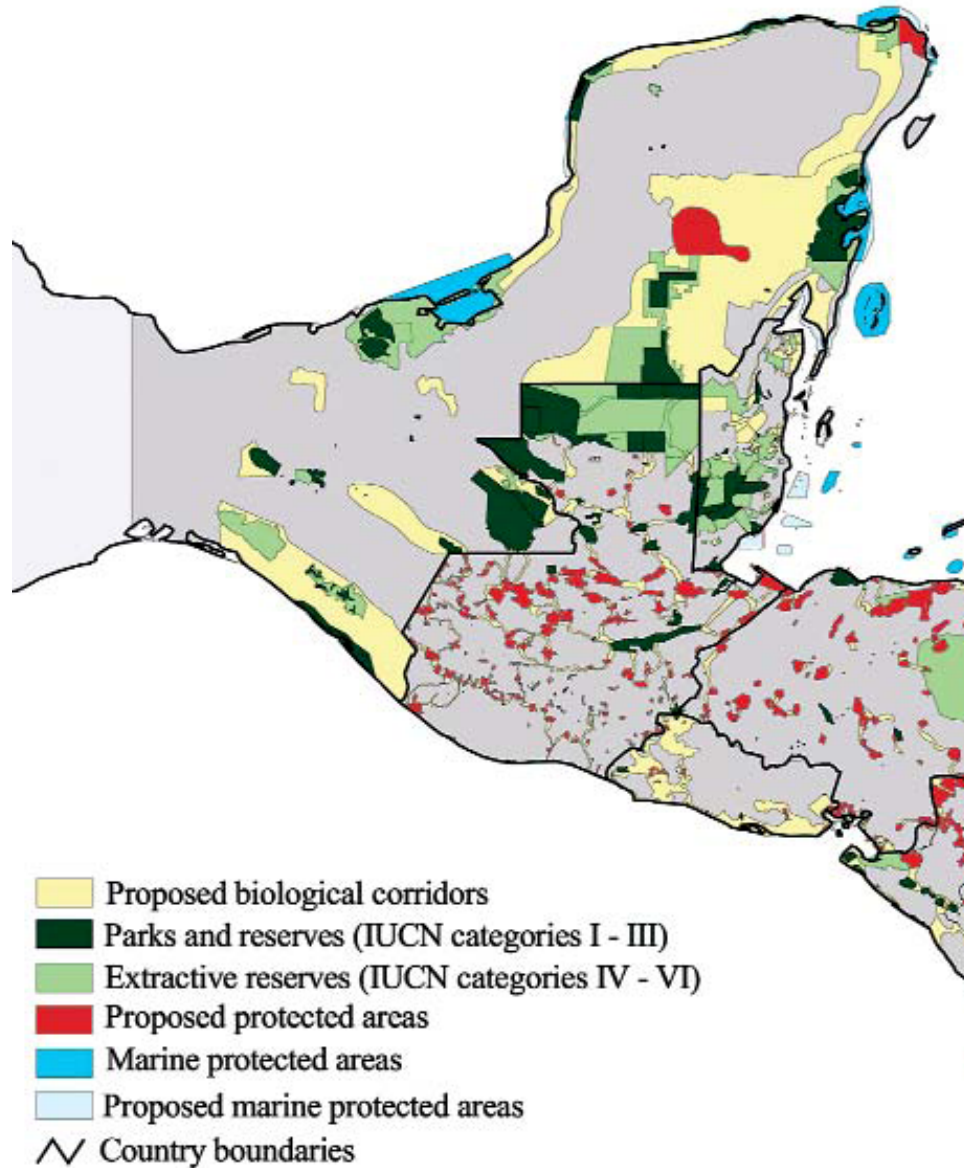 Proposed biological corridors
Parks and reserves (IUCN categories I - III)
Extractive reserves (IUCN categories IV - VI)
Proposed protected areas
Marine protected areas
Proposed marine protected areas
Country boundaries